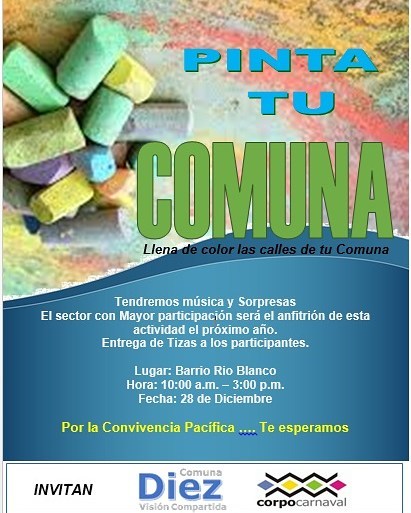 PINTA
TU
COMUNA
Llena de color las calles de tu Comuna
Tendremos música y Sorpresas
El sector con Mayor participación será el anfitrión de esta
actividad el próximo año.
Entrega de Tizas a los participantes.
Lugar: Barrio Rio Blanco
Hora: 10:00 a.m. – 3:00 p.m.
Fecha: 28 de Diciembre
Por la Convivencia Pacifica .... Te esperamos
INVITAN
Comuna
Diez
Visión Compartida
corpocarnaval